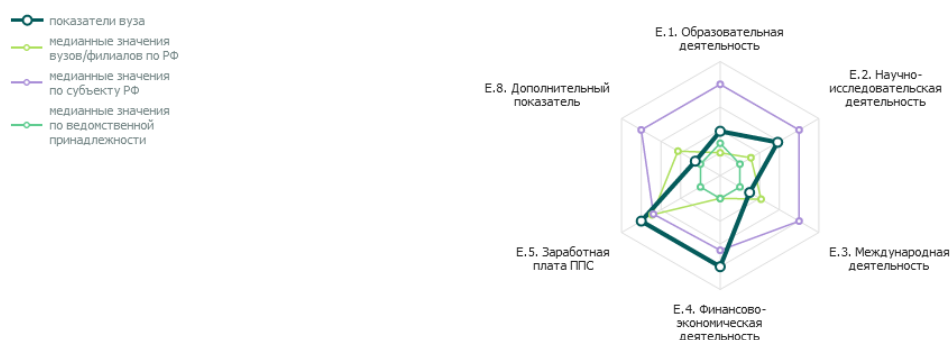 показатели вуза
медианные значения
вузов/филиалов по РФ
медианные значения
по субъекту РФ
медианные значения
по ведомственной
принадлежности
E.1. Образовательная
деятельность
E.2. Научно-
исследовательская
деятельность
E.3. Международная
деятельность
E.4. Финансово-
экономическая
деятельность
E.5. Заработная
плата ППС
E.8. Дополнительный
показатель